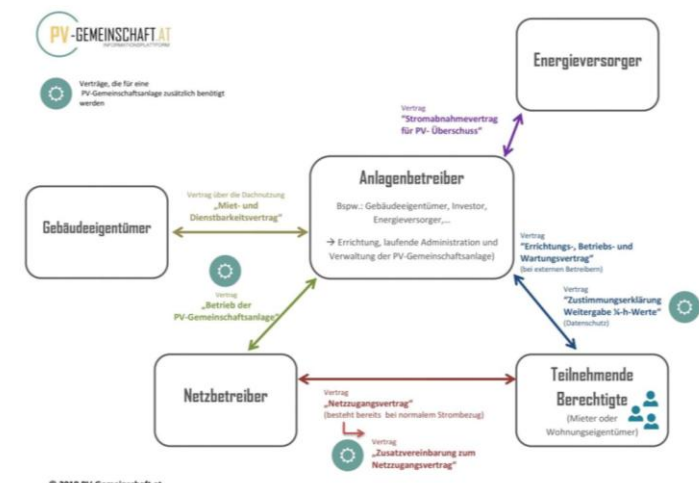 PV-GEMEINSCHAFT.AT
INFORMATIONSPLATTFORM
Verträge, die für eine
PV-Gemeinschaftsanlage zusätzlich benötigt
werden
Energieversorger
Vertrag
"Stromabnahmevertrag
für PV- Überschuss"
Anlagenbetreiber
Bspw.: Gebäudeeigentümer, Investor,
Energieversorger,...
→ Errichtung, laufende Administration und
Verwaltung der PV-Gemeinschaftsanlage)
Vertrag über die Dachnutzung
„Miet- und
Dienstbarkeitsvertrag"
Gebäudeeigentümer
Vertrag
"Errichtungs-, Betriebs- und
Wartungsvertrag"
(bei externen Betreibern)
Vertrag
„Betrieb der
PV-Gemeinschaftsanlage"
Vertrag
"Zustimmungserklärung
Weitergabe ¼-h-Werte"
(Datenschutz)
Netzbetreiber
Teilnehmende
Berechtigte
(Mieter oder
Wohnungseigentümer)
Vertrag
„Netzzugangsvertrag"
(besteht bereits bei normalem Strombezug)
Vertrag
„Zusatzvereinbarung zum
Netzzugangsvertrag"